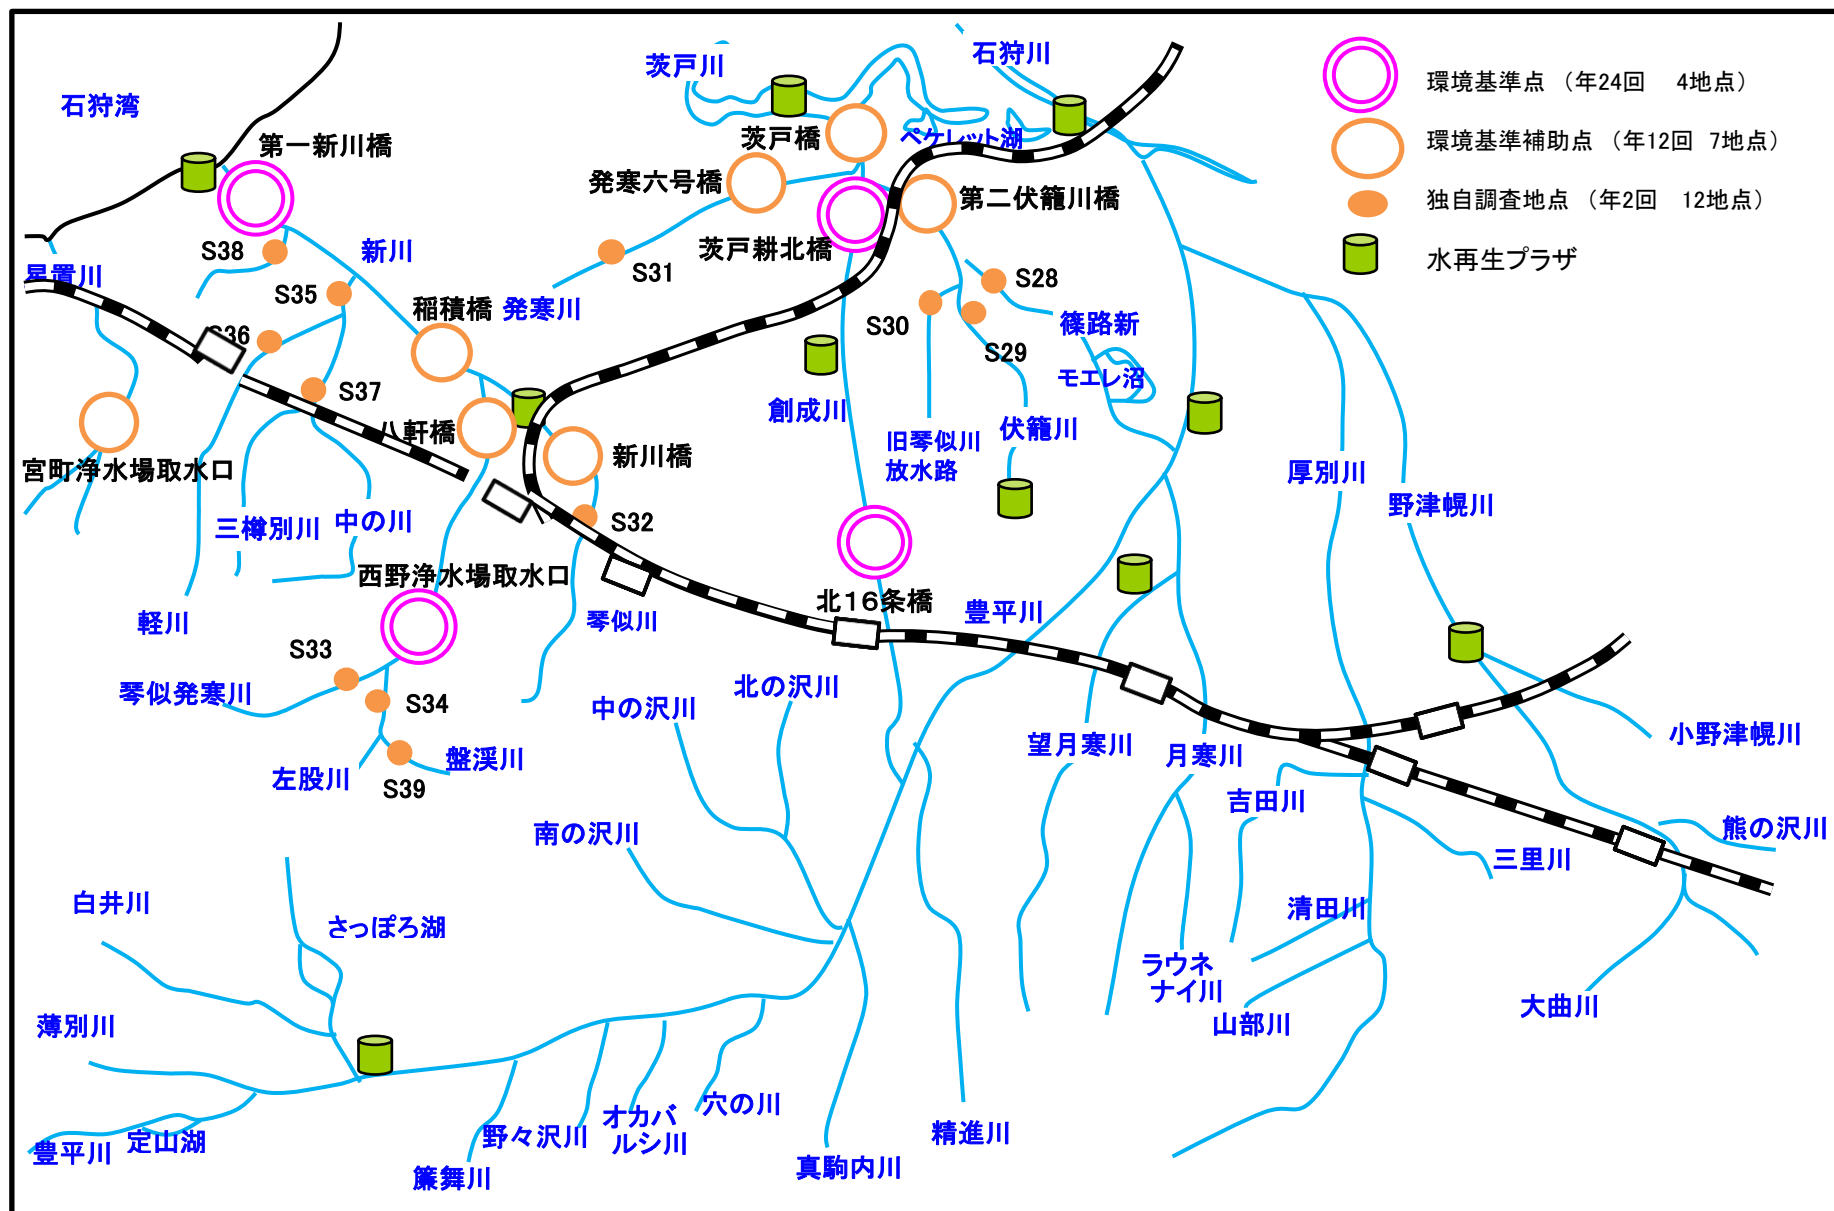 環境基準点 （年24回　4地点）
環境基準補助点 （年12回 7地点）
独自調査地点 （年2回　12地点）
水再生プラザ
石狩湾
茨戸川
石狩川
第一新川橋
茨戸橋
ペケレット湖
発寒六号橋
第二伏籠川橋
S38
新川
茨戸耕北橋
星置川
S31
S28
S35
稲積橋
発寒川
S30
篠路新
S36
S29
モエレ沼
S37
創成川
八軒橋
旧琴似川
放水路
伏籠川
新川橋
宮町浄水場取水口
厚別川
野津幌川
三樽別川
中の川
S32
西野浄水場取水口
北16条橋
豊平川
軽川
琴似川
S33
琴似発寒川
S34
中の沢川
北の沢川
望月寒川
月寒川
小野津幌川
左股川
盤渓川
S39
吉田川
南の沢川
熊の沢川
三里川
白井川
さっぽろ湖
清田川
ラウネ
ナイ川
薄別川
山部川
大曲川
豊平川
定山湖
野々沢川
オカバ
ルシ川
穴の川
精進川
簾舞川
真駒内川